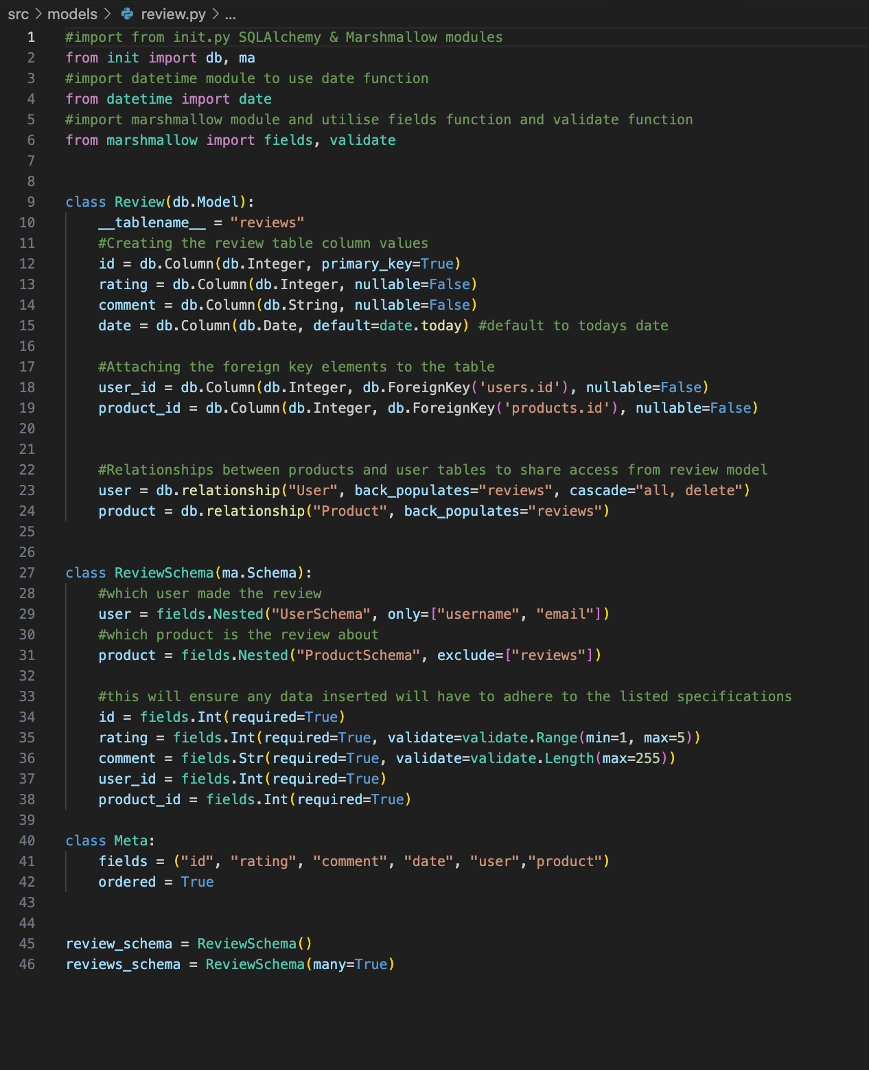 src > models > review.py > ...
1 #import from init.py SQLAlchemy & Marshmallow modules
2 from init import db, ma
3 #import datetime module to use date function
4 from datetime import date
5 #import marshmallow module and utilise fields function and validate function
6 from marshmallow import fields, validate
7
8
9 class Review(db.Model):
10     __tablename__ = "reviews"
11     #Creating the review table column values
12     id = db.Column(db.Integer, primary_key=True)
13     rating = db.Column(db.Integer, nullable=False)
14     comment = db.Column(db.String, nullable=False)
15     date = db.Column(db.Date, default=date.today) #default to todays date
16
17     #Attaching the foreign key elements to the table
18     user_id = db.Column(db.Integer, db.ForeignKey('users.id'), nullable=False)
19     product_id = db.Column(db.Integer, db.ForeignKey('products.id'), nullable=False)
20
21
22     #Relationships between products and user tables to share access from review model
23     user = db.relationship("User", back_populates="reviews", cascade="all, delete")
24     product = db.relationship("Product", back_populates="reviews")
25
26
27 class ReviewSchema(ma.Schema):
28     #which user made the review
29     user = fields.Nested("UserSchema", only=["username", "email"])
30     #which product is the review about
31     product = fields.Nested("ProductSchema", exclude=["reviews"])
32
33     #this will ensure any data inserted will have to adhere to the listed specifications
34     id = fields.Int(required=True)
35     rating = fields.Int(required=True, validate=validate.Range(min=1, max=5))
36     comment = fields.Str(required=True, validate=validate.Length(max=255))
37     user_id = fields.Int(required=True)
38     product_id = fields.Int(required=True)
39
40 class Meta:
41     fields = ("id", "rating", "comment", "date", "user","product")
42     ordered = True
43
44
45 review_schema = ReviewSchema()
46 reviews_schema = ReviewSchema(many=True)